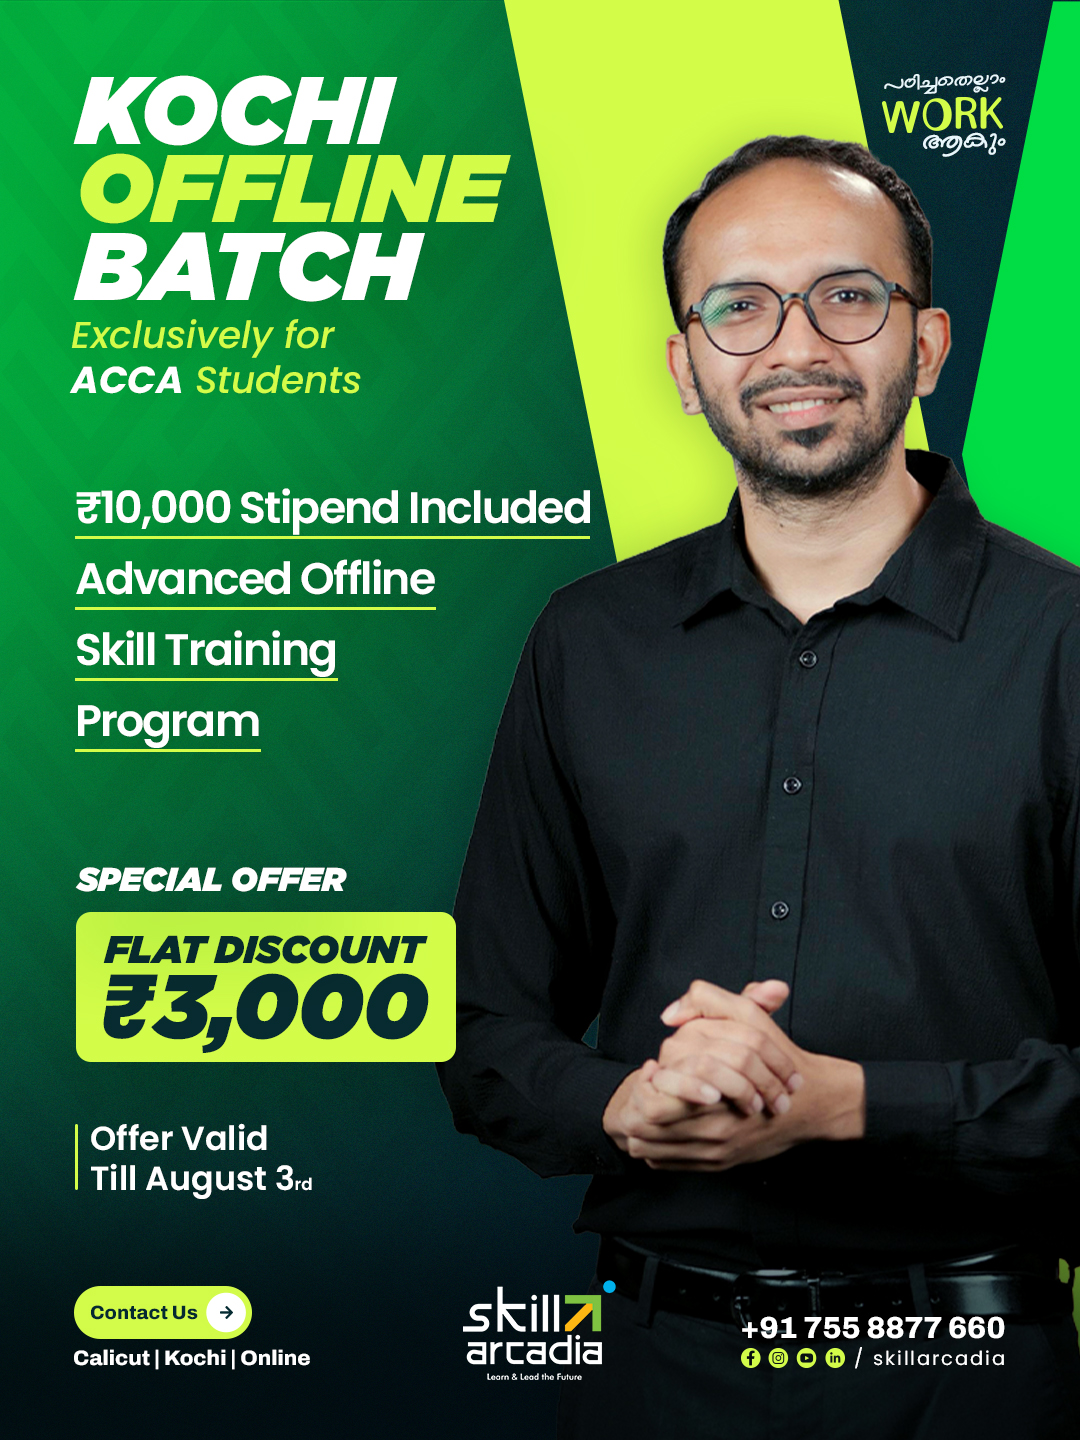 KOCHI
OFFLINE
BATCH
Exclusively for
ACCA Students
പഠിച്ചതെല്ലാം
WORK
ആകും
₹10,000 Stipend Included
Advanced Offline
Skill Training
Program
SPECIAL OFFER
FLAT DISCOUNT
₹3,000
Offer Valid
Till August 3rd
Contact Us
Calicut | Kochi | Online
skill
arcadia
Learn & Lead the Future
+91 755 8877 660
/ skillarcadia